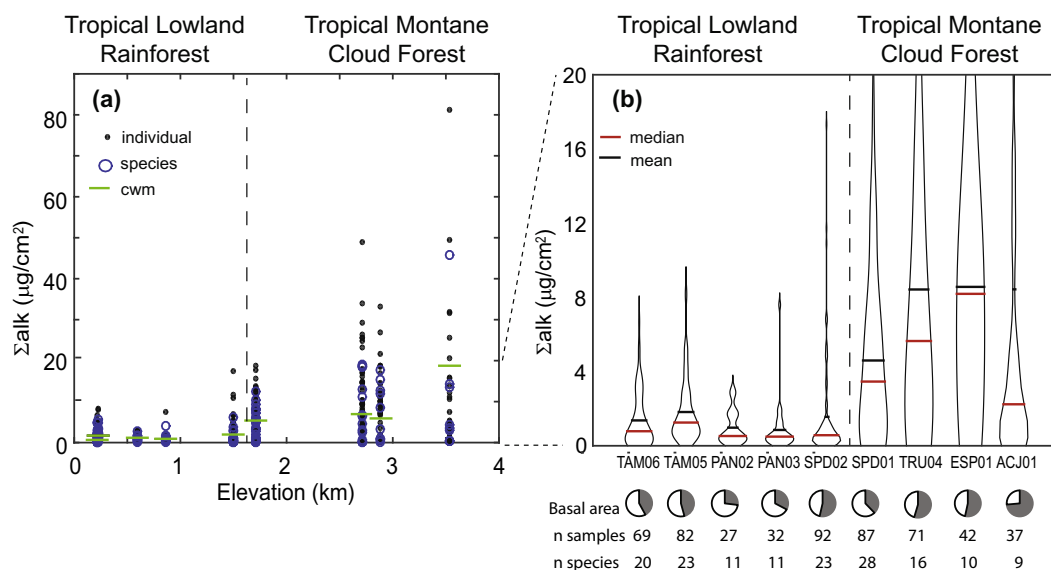 Tropical Lowland Rainforest
Tropical Montane Cloud Forest
(a)
individual
species
cwm
80
60
40
20
0
Σalk (μg/cm²)
0 1 2 3 4
Elevation (km)
Tropical Lowland Rainforest
Tropical Montane Cloud Forest
(b)
median
mean
20
16
12
8
4
0
Σalk (μg/cm²)
TAM06 TAM05 PAN02 PAN03 SPD02 SPD01 TRU04 ESP01 ACJ01
Basal area
n samples 69 82 27 32 92 87 71 42 37
n species 20 23 11 11 23 28 16 10 9